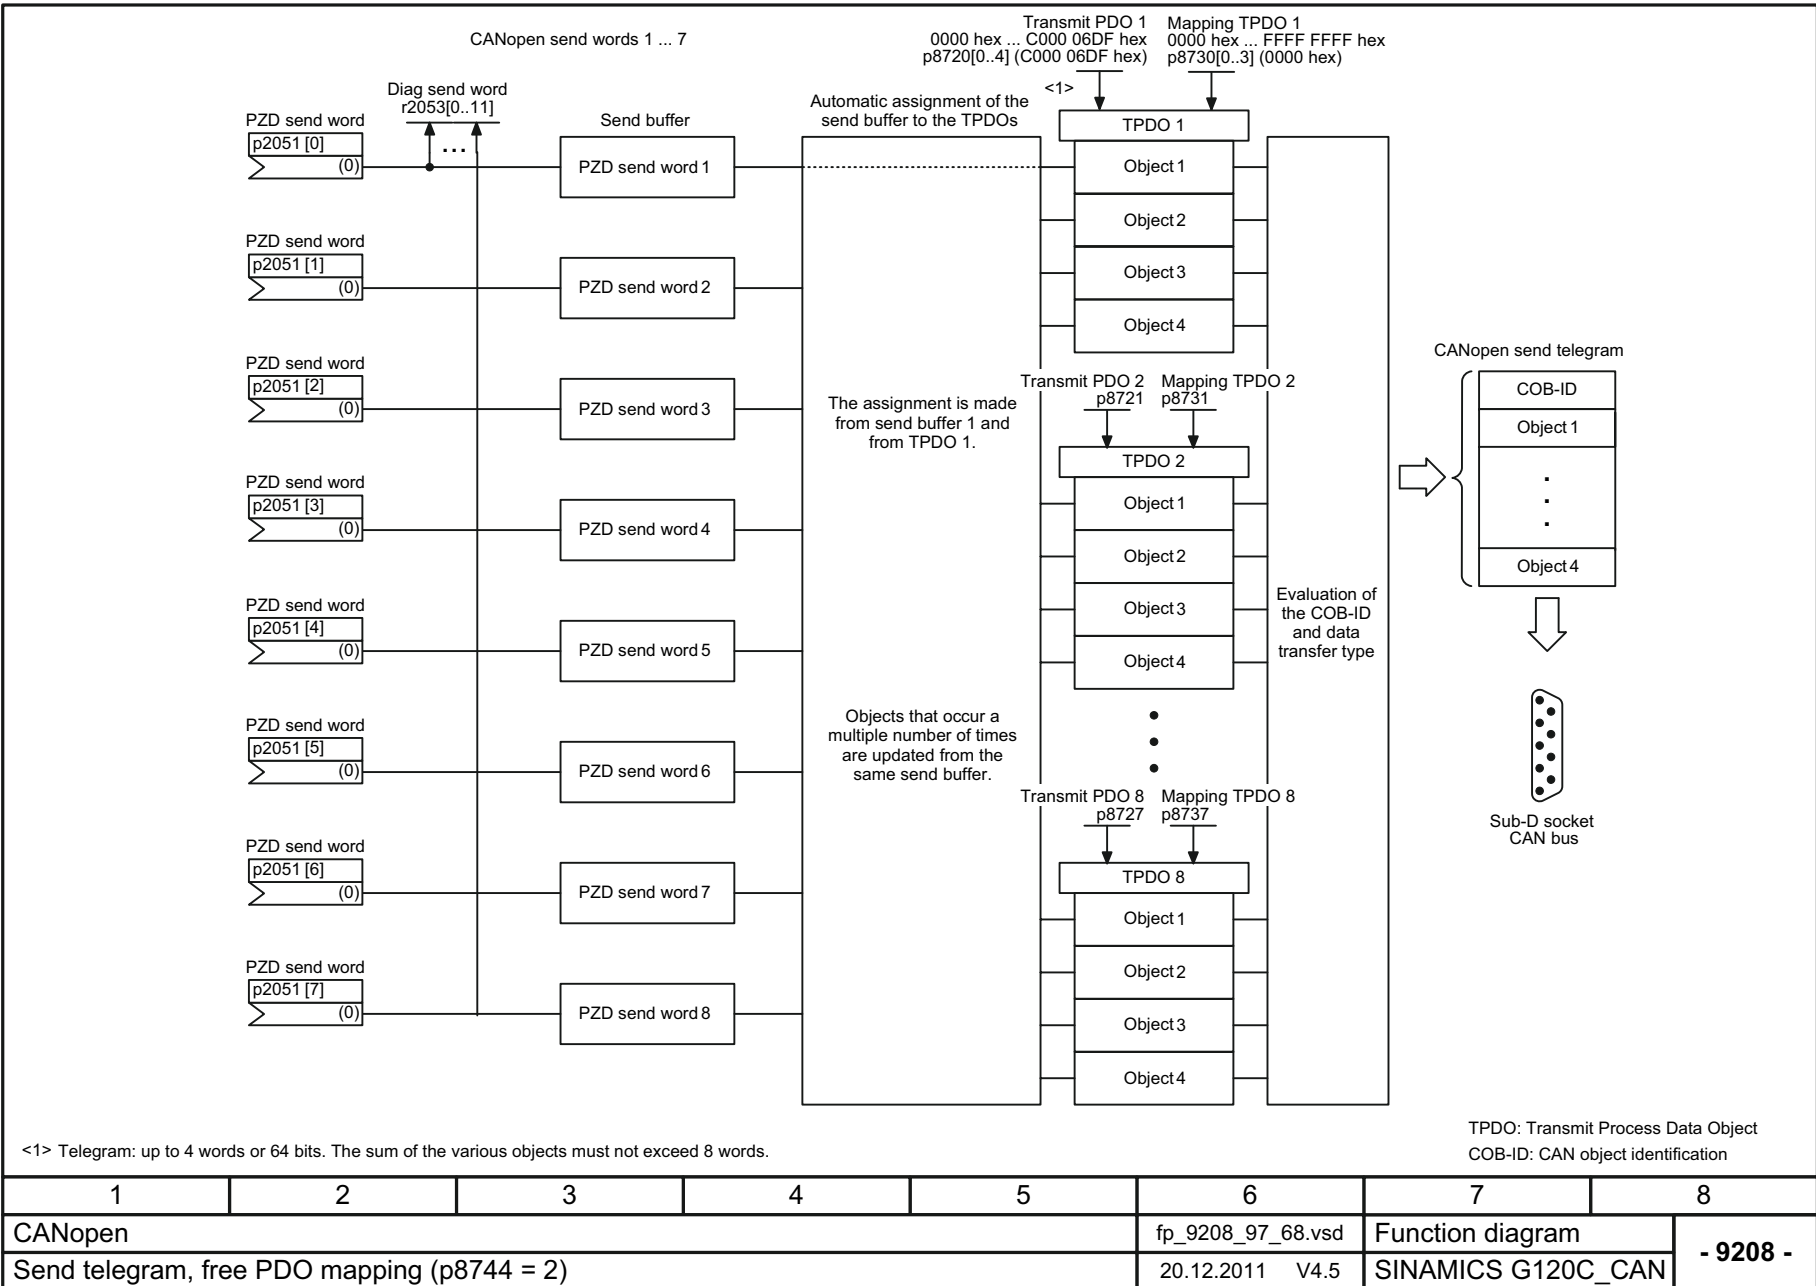 CANopen send words 1 ... 7
Transmit PDO 1
0000 hex ... C000 06DF hex
p8720[0..4] (C000 06DF hex)
Mapping TPDO 1
0000 hex ... FFFF FFFF hex
p8730[0..3] (0000 hex)
<1>
Diag send word
r2053[0..11]
...
Send buffer
Automatic assignment of the
send buffer to the TPDOs
PZD send word
p2051 [0]
(0)
PZD send word 1
PZD send word
p2051 [1]
(0)
PZD send word 2
PZD send word
p2051 [2]
(0)
PZD send word 3
PZD send word
p2051 [3]
(0)
PZD send word 4
PZD send word
p2051 [4]
(0)
PZD send word 5
PZD send word
p2051 [5]
(0)
PZD send word 6
PZD send word
p2051 [6]
(0)
PZD send word 7
PZD send word
p2051 [7]
(0)
PZD send word 8
The assignment is made
from send buffer 1 and
from TPDO 1.
Objects that occur a
multiple number of times
are updated from the
same send buffer.
TPDO 1
Object 1
Object 2
Object 3
Object 4
Transmit PDO 2
p8721
Mapping TPDO 2
p8731
TPDO 2
Object 1
Object 2
Object 3
Object 4
Transmit PDO 8
p8727
Mapping TPDO 8
p8737
TPDO 8
Object 1
Object 2
Object 3
Object 4
Evaluation of
the COB-ID
and data
transfer type
CANopen send telegram
COB-ID
Object 1
.
.
.
Object 4
Sub-D socket
CAN bus
TPDO: Transmit Process Data Object
COB-ID: CAN object identification
<1> Telegram: up to 4 words or 64 bits. The sum of the various objects must not exceed 8 words.
1 2 3 4 5 6 7 8
CANopen
fp_9208_97_68.vsd
Function diagram
- 9208 -
Send telegram, free PDO mapping (p8744 = 2)
20.12.2011 V4.5
SINAMICS G120C_CAN